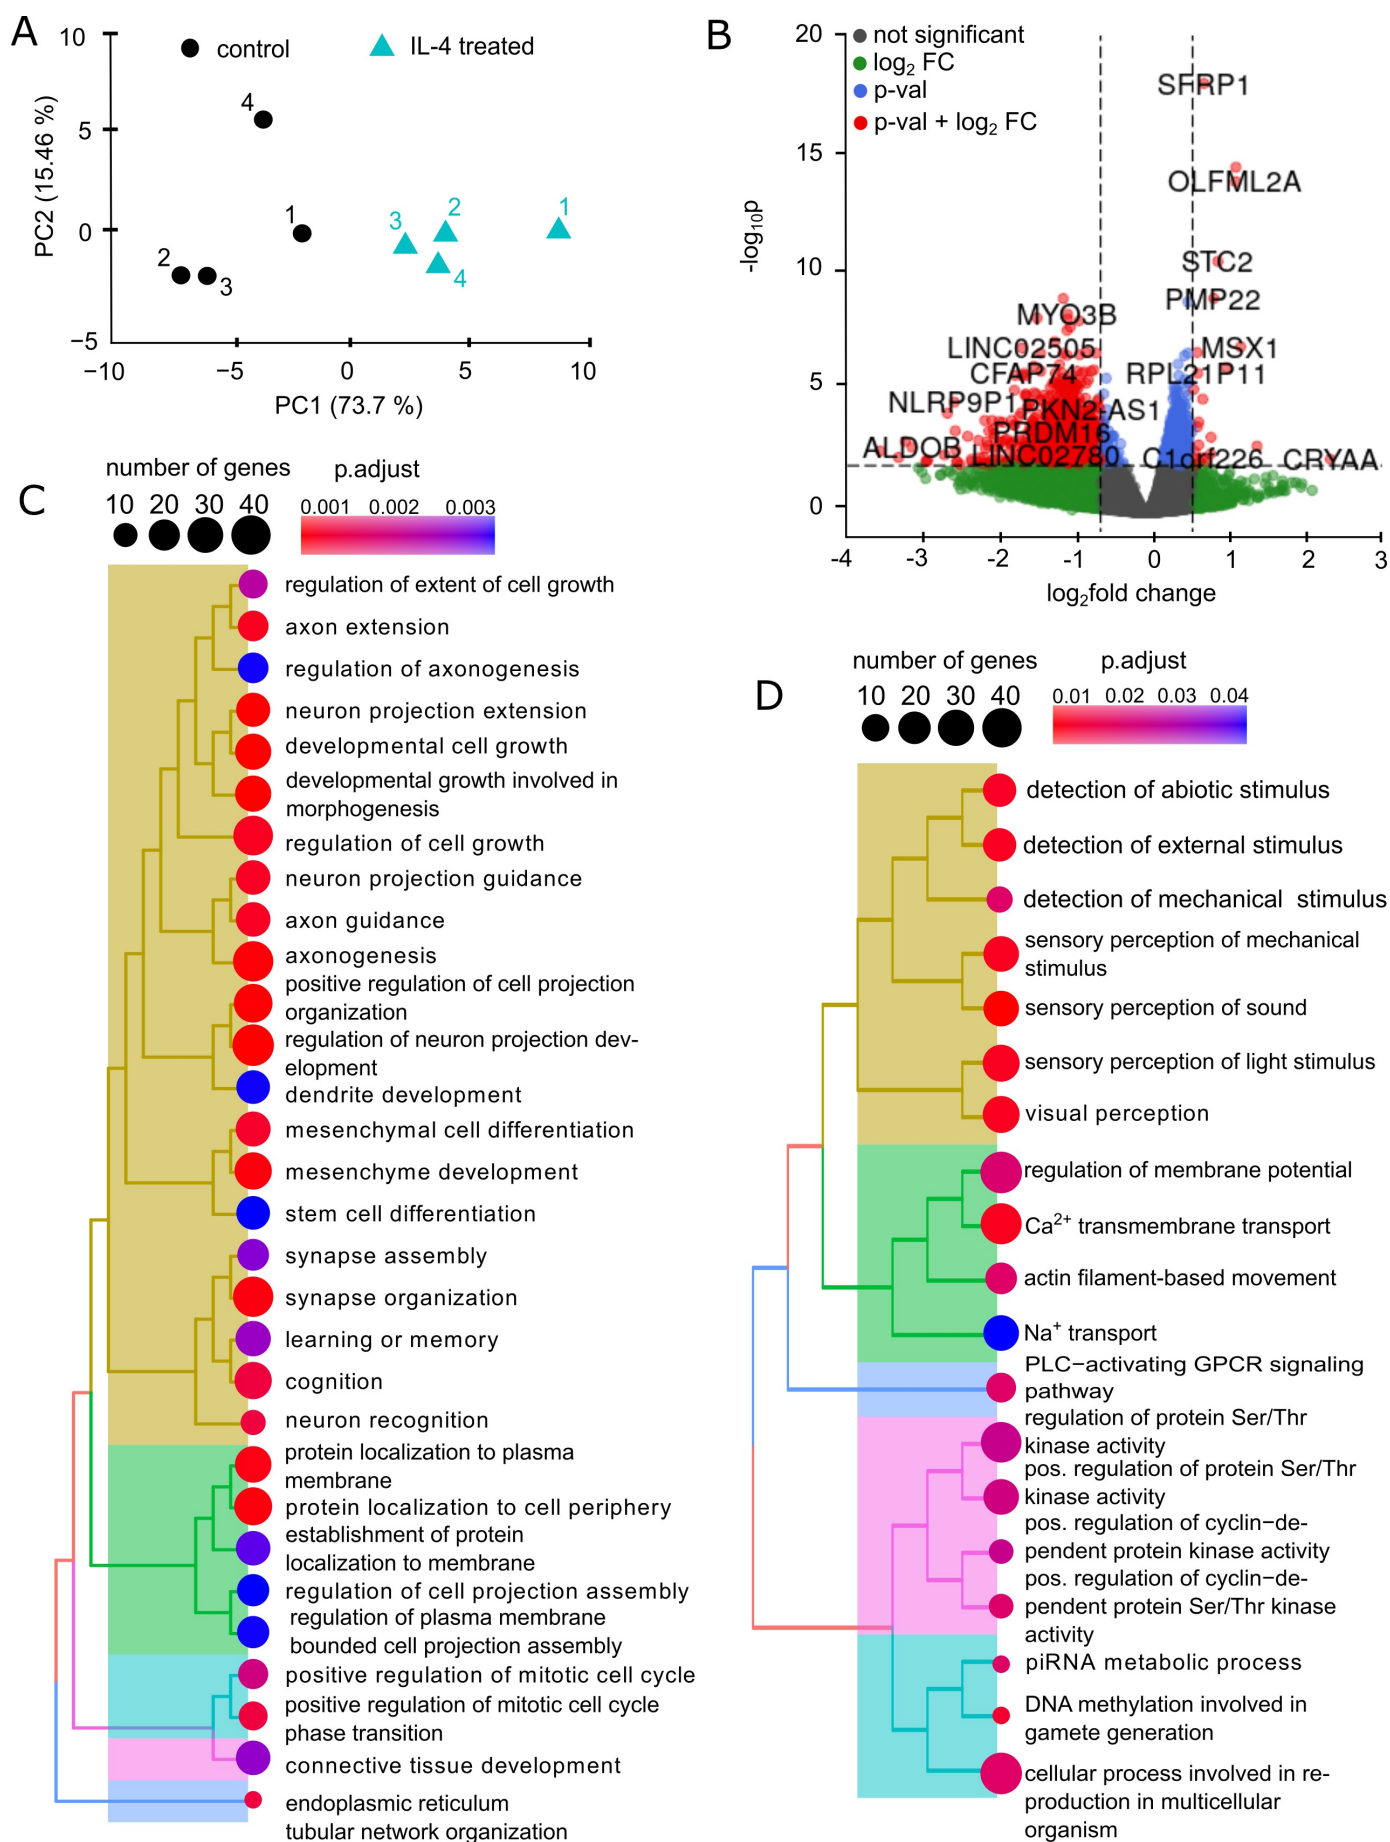 A
control
IL-4 treated
PC2 (15.46 %)
10
5
0
−5
4
1
2
3
3
2
4
1
−10
−5
0
5
10
PC1 (73.7 %)
B
not significant
log2 FC
p-val
p-val + log2 FC
-log10p
20
15
10
5
0
SFRP1
OLFML2A
STC2
PMP22
MYO3B
LINC02505
MSX1
CFAP74
RPL21P11
NLRP9P1
PKN2-AS1
PRDM16
ALDOB
LINC02780
C1orf226
CRYAA
-4
-3
-2
-1
0
1
2
3
log2fold change
C
number of genes
10 20 30 40
p.adjust
0.001 0.002 0.003
regulation of extent of cell growth
axon extension
regulation of axonogenesis
neuron projection extension
developmental cell growth
developmental growth involved in
morphogenesis
regulation of cell growth
neuron projection guidance
axon guidance
axonogenesis
positive regulation of cell projection
organization
regulation of neuron projection dev-
elopment
dendrite development
mesenchymal cell differentiation
mesenchyme development
stem cell differentiation
synapse assembly
synapse organization
learning or memory
cognition
neuron recognition
protein localization to plasma
membrane
protein localization to cell periphery
establishment of protein
localization to membrane
regulation of cell projection assembly
regulation of plasma membrane
bounded cell projection assembly
positive regulation of mitotic cell cycle
positive regulation of mitotic cell cycle
phase transition
connective tissue development
endoplasmic reticulum
tubular network organization
D
number of genes
10 20 30 40
p.adjust
0.01 0.02 0.03 0.04
detection of abiotic stimulus
detection of external stimulus
detection of mechanical stimulus
sensory perception of mechanical
stimulus
sensory perception of sound
sensory perception of light stimulus
visual perception
regulation of membrane potential
Ca2+ transmembrane transport
actin filament-based movement
Na+ transport
PLC−activating GPCR signaling
pathway
regulation of protein Ser/Thr
kinase activity
pos. regulation of protein Ser/Thr
kinase activity
pos. regulation of cyclin−de-
pendent protein kinase activity
pos. regulation of cyclin−de-
pendent protein Ser/Thr kinase
activity
piRNA metabolic process
DNA methylation involved in
gamete generation
cellular process involved in re-
production in multicellular
organism